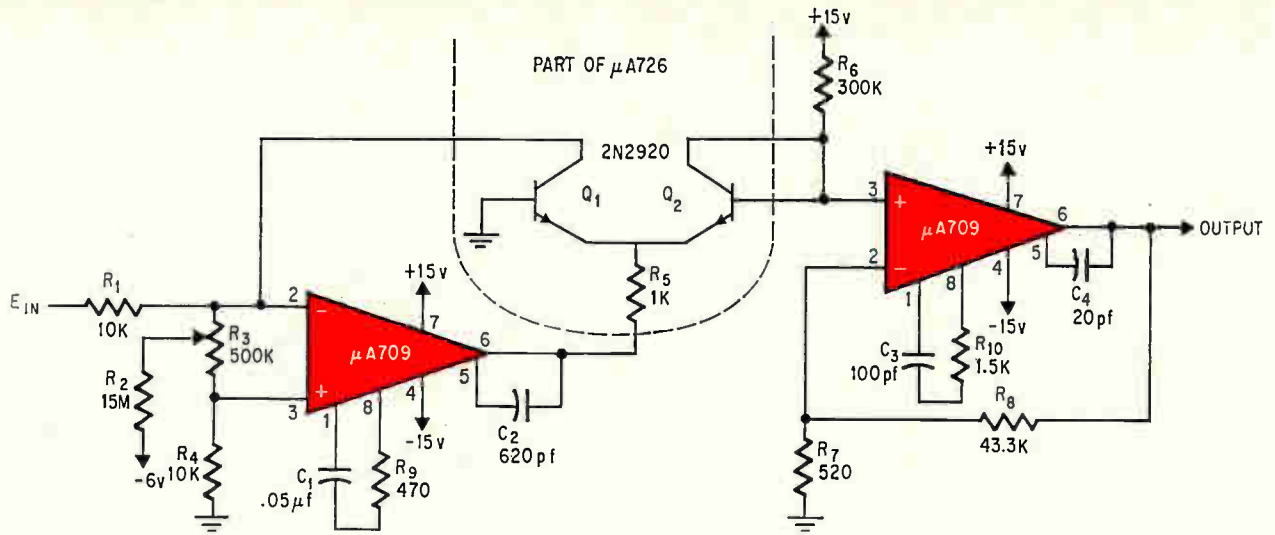 PART OF μA726
+15v
R6
300K
2N2920
Q1
Q2
+15v
3
+
7
6
μA709
OUTPUT
2
−
5
4
1
8
C4
20pf
-15v
R5
1K
C3
100pf
R10
1.5K
R8
43.3K
R7
520
EIN
R1
10K
+15v
2
−
7
R3
500K
μA709
6
5
R2
15M
+
3
4
1
8
-15v
C2
620pf
-6v
R4
10K
C1
.05μf
R9
470